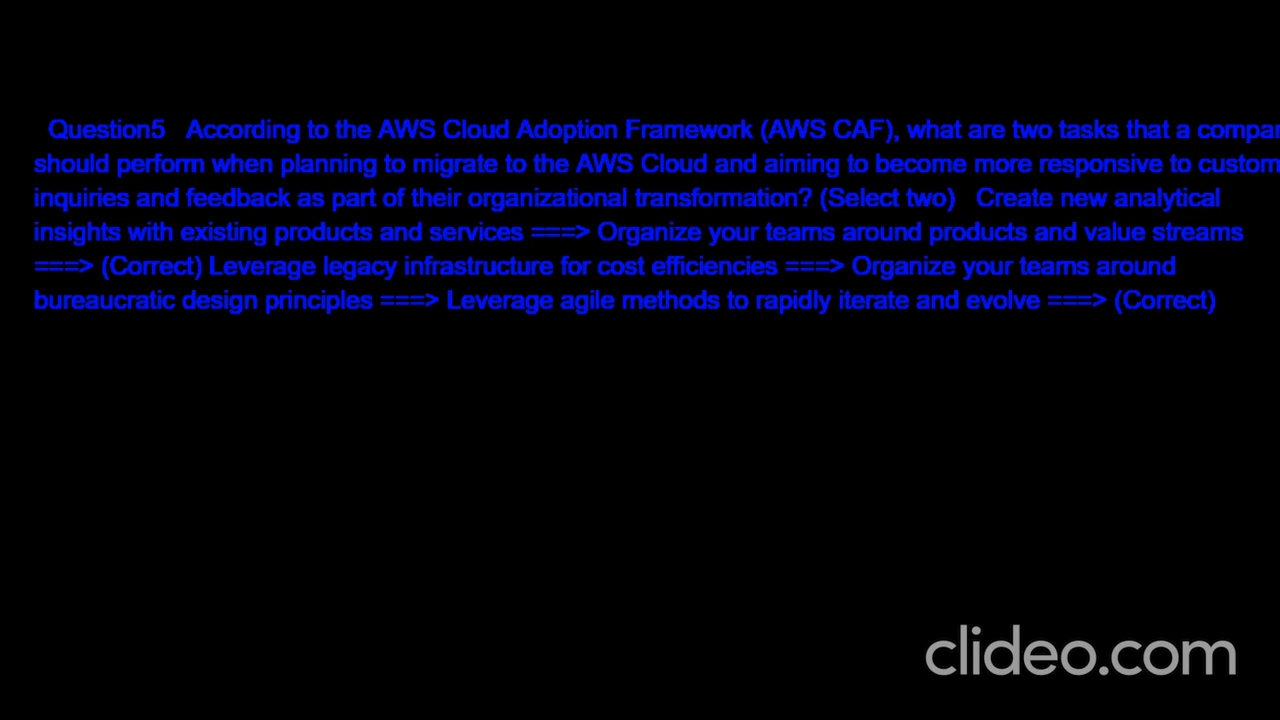 Question5 According to the AWS Cloud Adoption Framework (AWS CAF), what are two tasks that a compan
should perform when planning to migrate to the AWS Cloud and aiming to become more responsive to custom
inquiries and feedback as part of their organizational transformation? (Select two) Create new analytical
insights with existing products and services ===> Organize your teams around products and value streams
===> (Correct) Leverage legacy infrastructure for cost efficiencies ===> Organize your teams around
bureaucratic design principles ===> Leverage agile methods to rapidly iterate and evolve ===> (Correct)
clideo.com